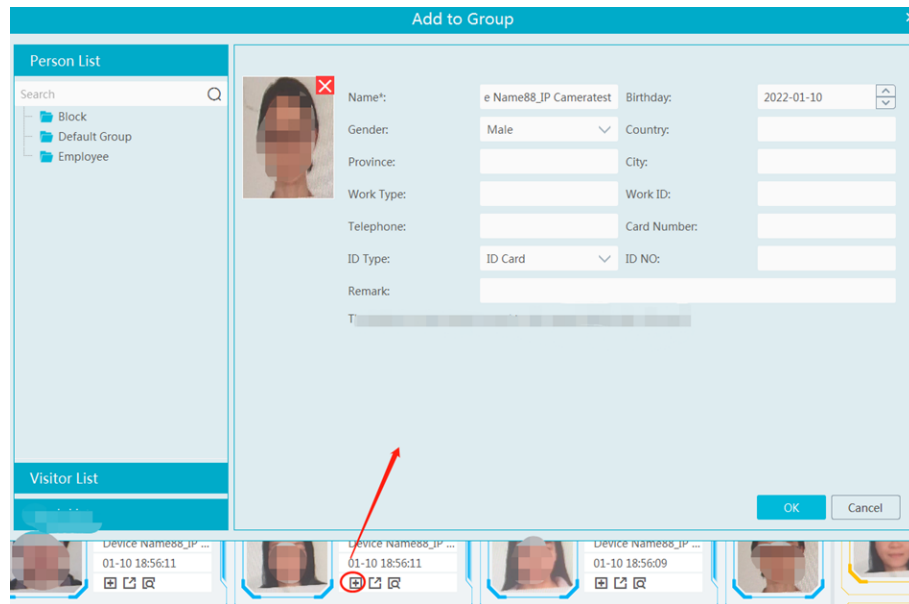 Add to Group
Person List
Search
Block
Default Group
Employee
Visitor List
Name*: e Name88_IP Cameratest Birthday: 2022-01-10
Gender: Male Country:
Province: City:
Work Type: Work ID:
Telephone: Card Number:
ID Type: ID Card ID NO:
Remark:
OK Cancel
Device Name88_IP ... Device Name88_IP ... Device Name88_IP ...
01-10 18:56:11 01-10 18:56:11 01-10 18:56:09